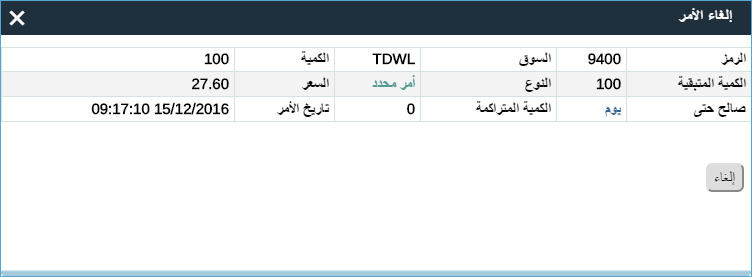 إلغاء الأمر
الرمز 9400 السوق TDWL الكمية 100
الكمية المتبقية 100 النوع أمر محدد السعر 27.60
صالح حتى يوم الكمية المتراكمة 0 تاريخ الأمر 15/12/2016 09:17:10
إلغاء